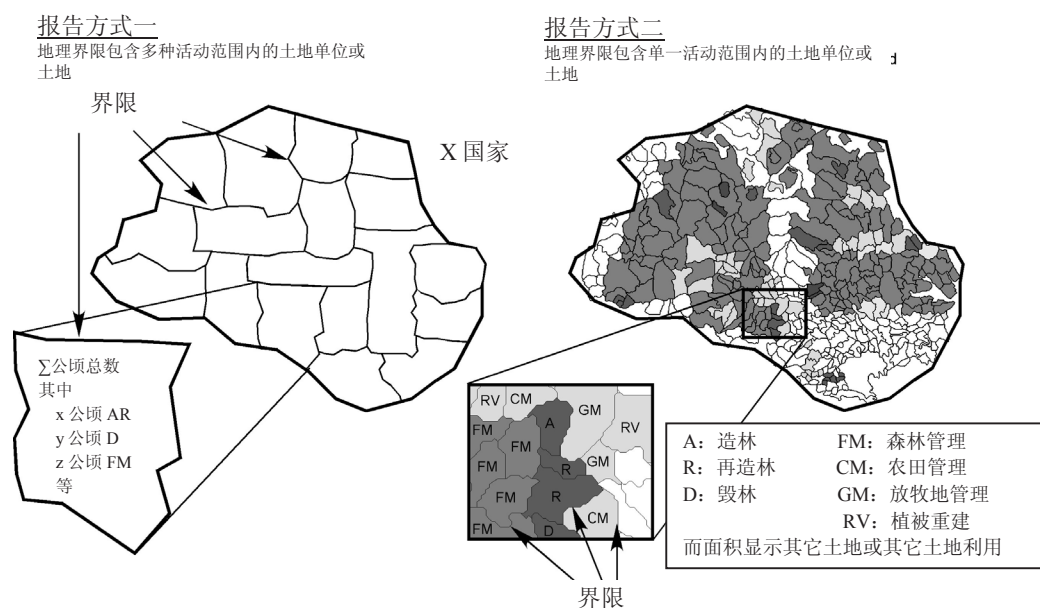 报告方式一
地理界限包含多种活动范围内的土地单位或
土地
界限
X 国家
∑公顷总数
其中
x 公顷 AR
y 公顷 D
z 公顷 FM
等
报告方式二
地理界限包含单一活动范围内的土地单位或
土地
d
RV
CM
GM
A
RV
FM
FM
FM
R
GM
FM
R
CM
FM
D
界限
A：造林
FM：森林管理
R：再造林
CM：农田管理
D：毁林
GM：放牧地管理
RV：植被重建
而面积显示其它土地或其它土地利用